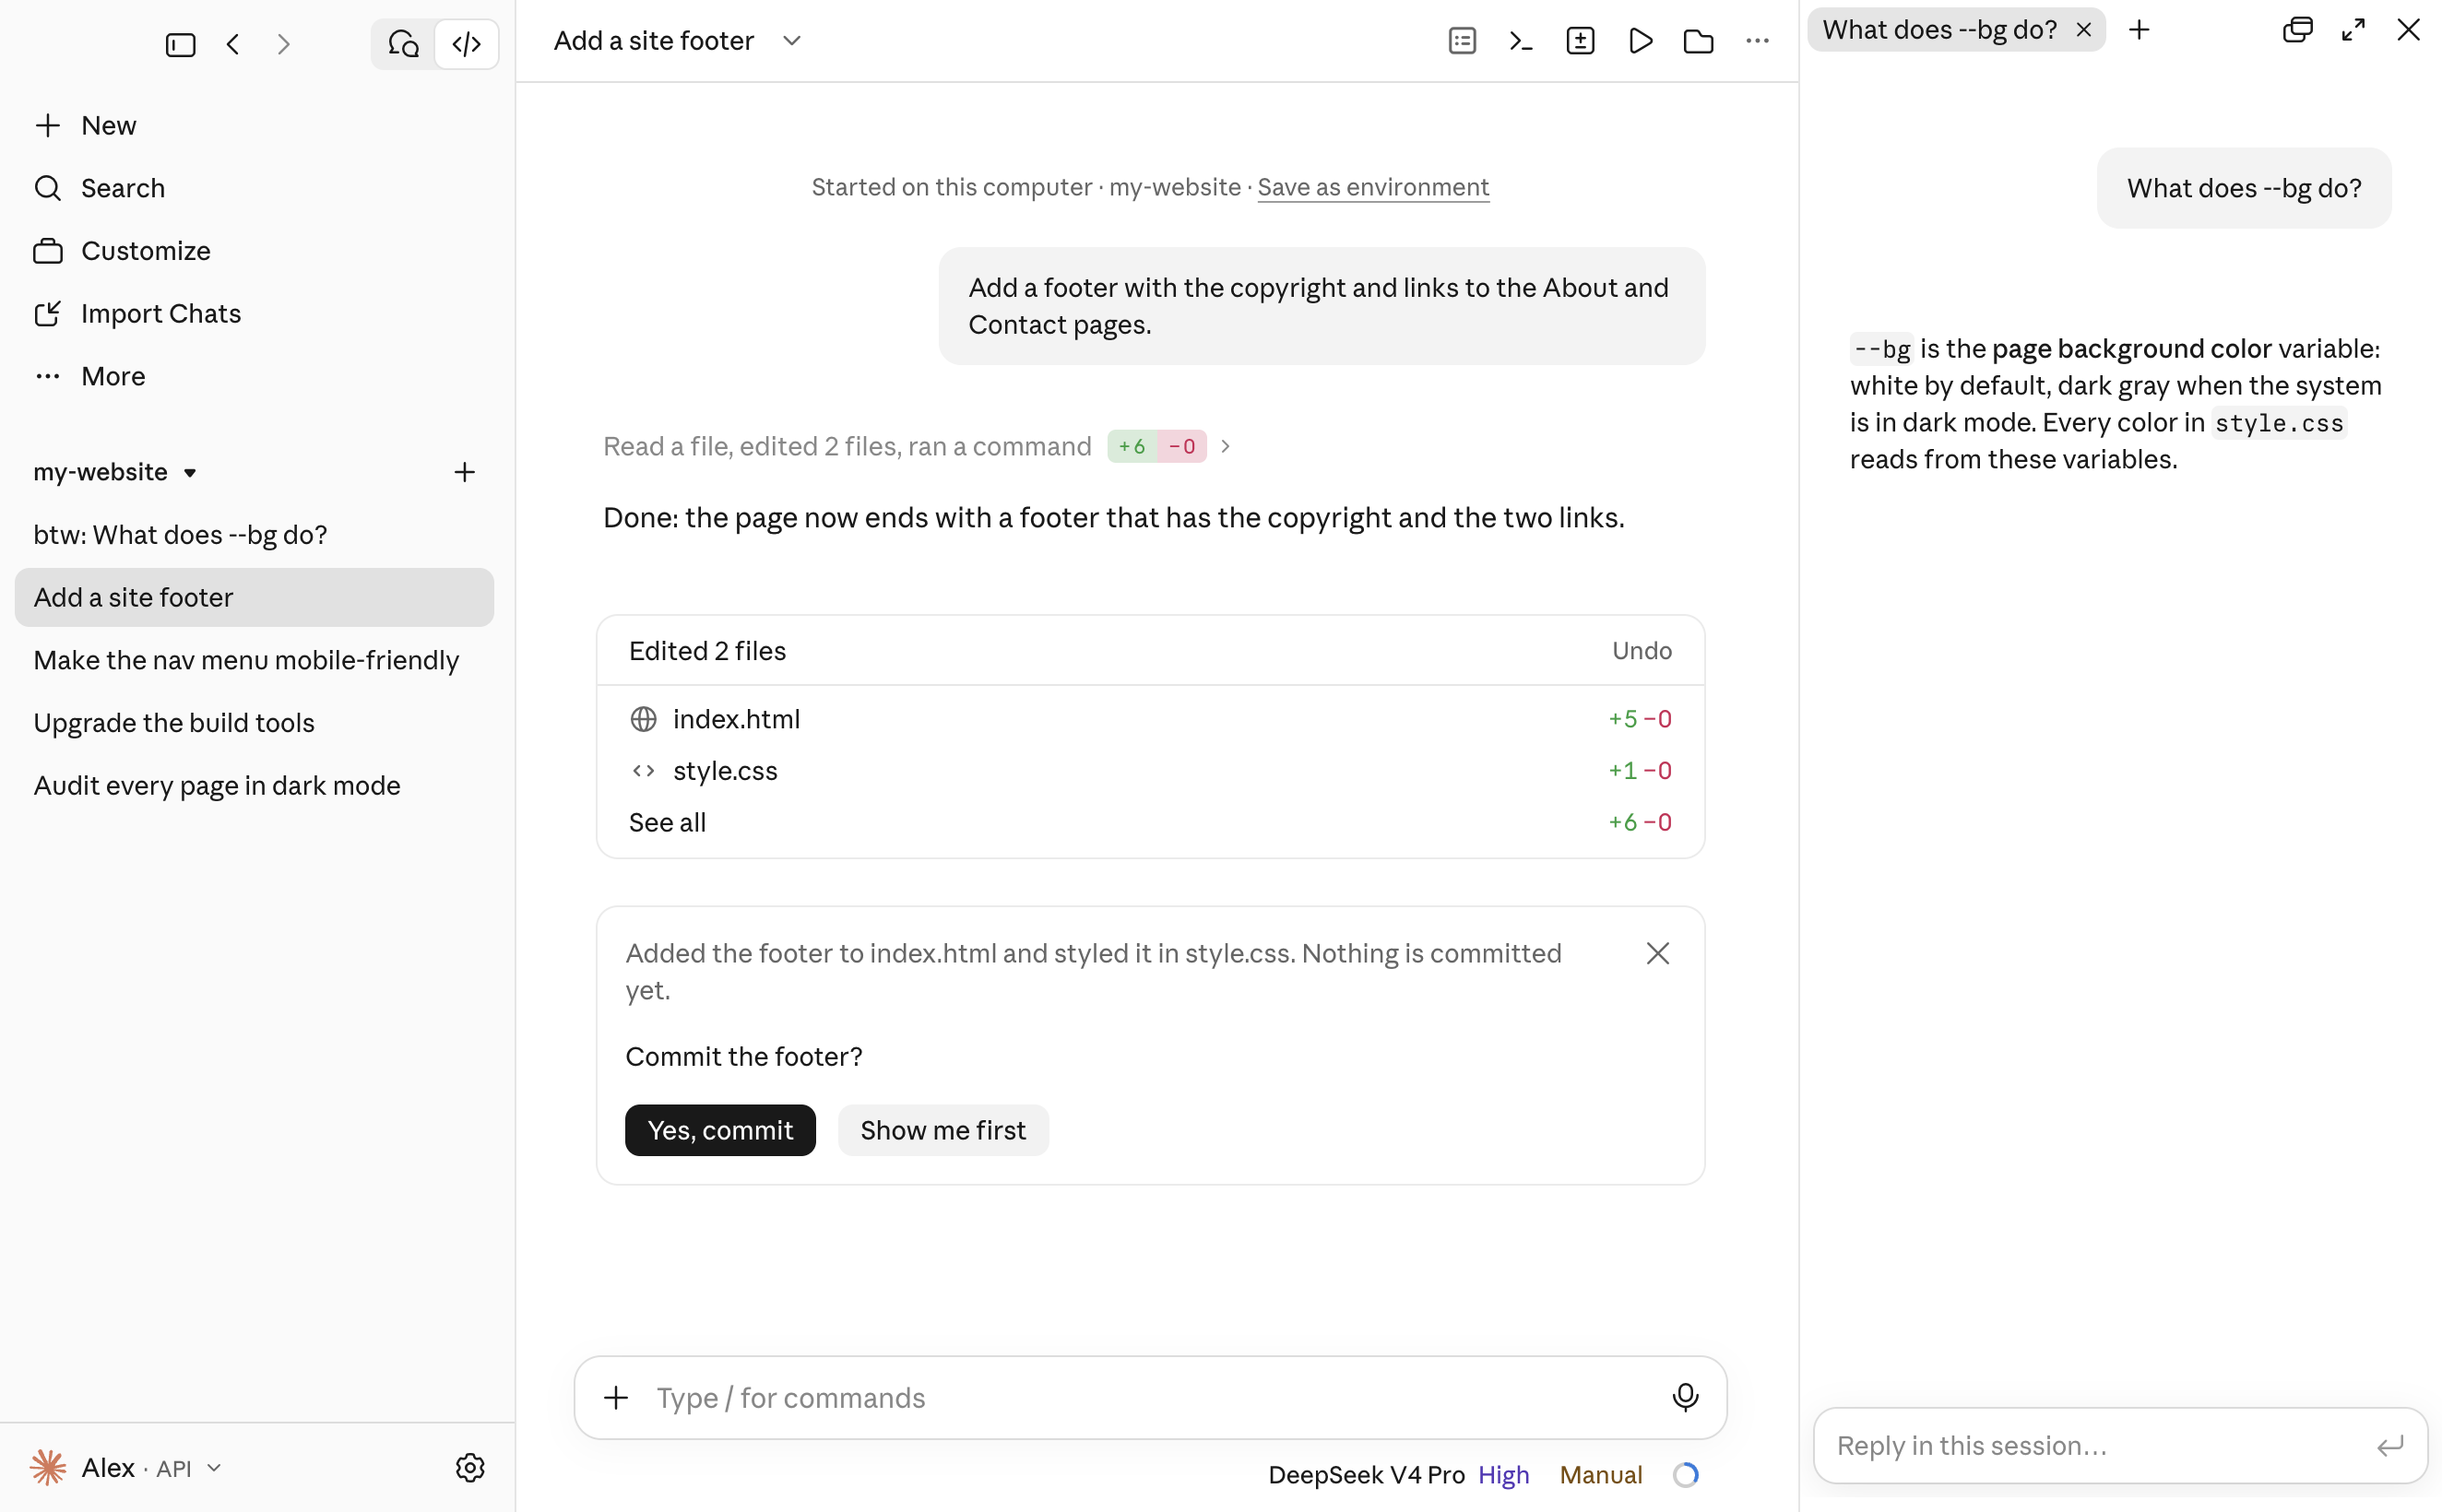 New
Search
Customize
Import Chats
More
my-website
btw: What does --bg do?
Add a site footer
Make the nav menu mobile-friendly
Upgrade the build tools
Audit every page in dark mode
Alex · API
Add a site footer
Started on this computer · my-website · Save as environment
Add a footer with the copyright and links to the About and
Contact pages.
Read a file, edited 2 files, ran a command +6 -0
Done: the page now ends with a footer that has the copyright and the two links.
Edited 2 files Undo
index.html +5 -0
style.css +1 -0
See all +6 -0
Added the footer to index.html and styled it in style.css. Nothing is committed
yet.
Commit the footer?
Yes, commit Show me first
Type / for commands
DeepSeek V4 Pro High Manual
What does --bg do?
What does --bg do?
--bg is the page background color variable:
white by default, dark gray when the system
is in dark mode. Every color in style.css
reads from these variables.
Reply in this session...